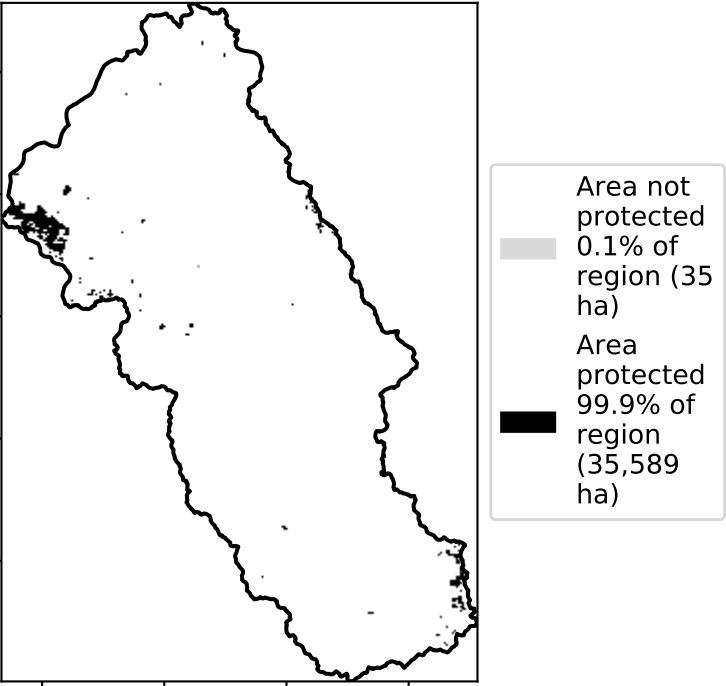 Area not
protected
0.1% of
region (35
ha)
Area
protected
99.9% of
region
(35,589
ha)